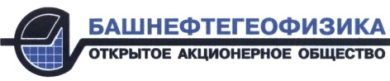 БАШНЕФТЕГЕОФИЗИКА
ОТКРЫТОЕ АКЦИОНЕРНОЕ ОБЩЕСТВО